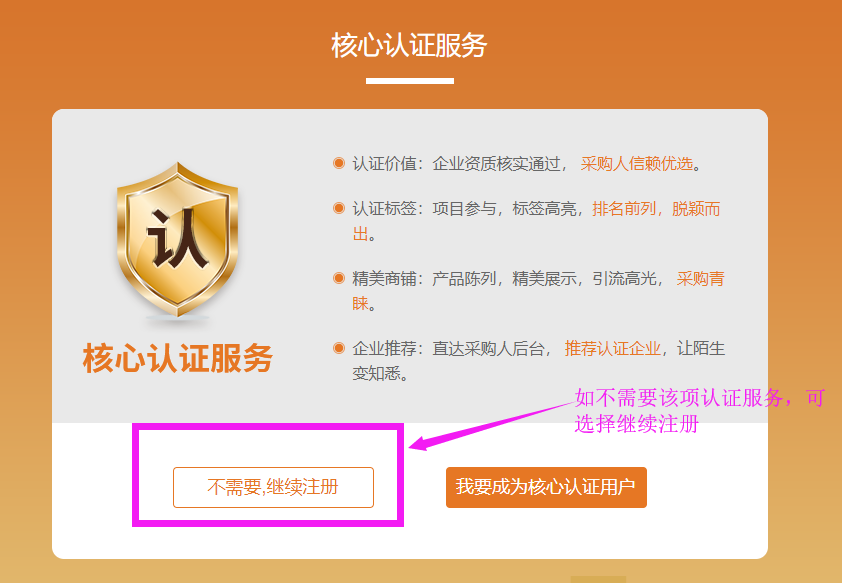 核心认证服务
认
核心认证服务
认证价值：企业资质核实通过， 采购人信赖优选。
认证标签：项目参与，标签高亮，排名前列，脱颖而
出。
精美商铺：产品陈列，精美展示，引流高光， 采购青
睐。
企业推荐：直达采购人后台， 推荐认证企业，让陌生
变知悉。
如不需要该项认证服务，可
选择继续注册
不需要,继续注册
我要成为核心认证用户